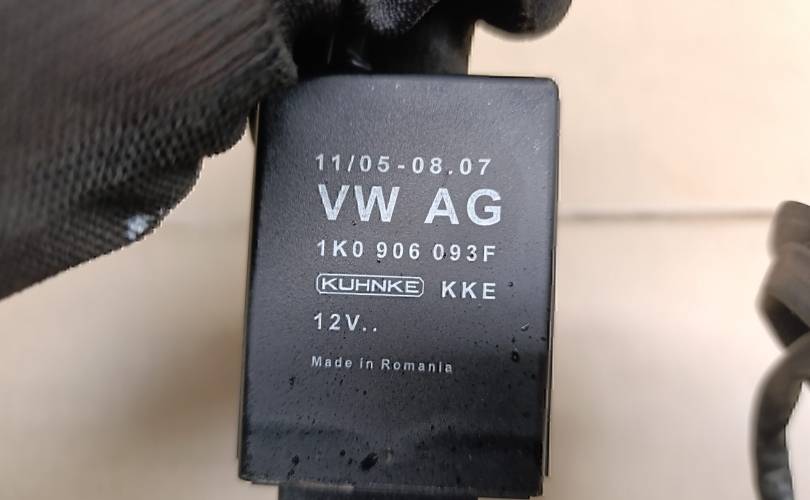 11/05-08.07
VW AG
1K0 906 093F
KUHNKE KKE
12V..
Made in Romania